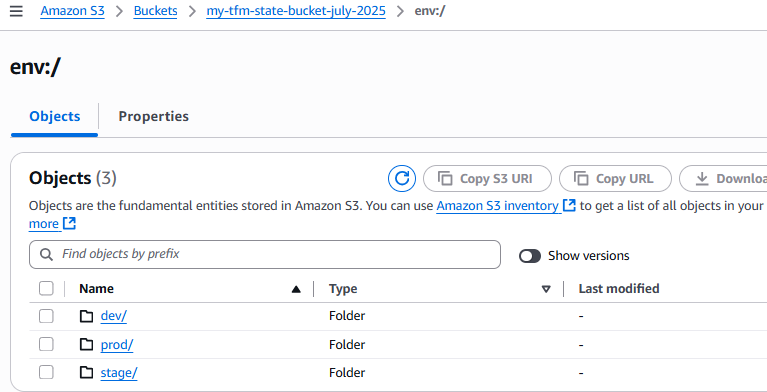 Amazon S3 > Buckets > my-tfm-state-bucket-july-2025 > env:/
env:/
Objects Properties
Objects (3) Copy S3 URI Copy URL Downloa
Objects are the fundamental entities stored in Amazon S3. You can use Amazon S3 inventory to get a list of all objects in your
more
Find objects by prefix Show versions
Name Type Last modified
dev/ Folder -
prod/ Folder -
stage/ Folder -